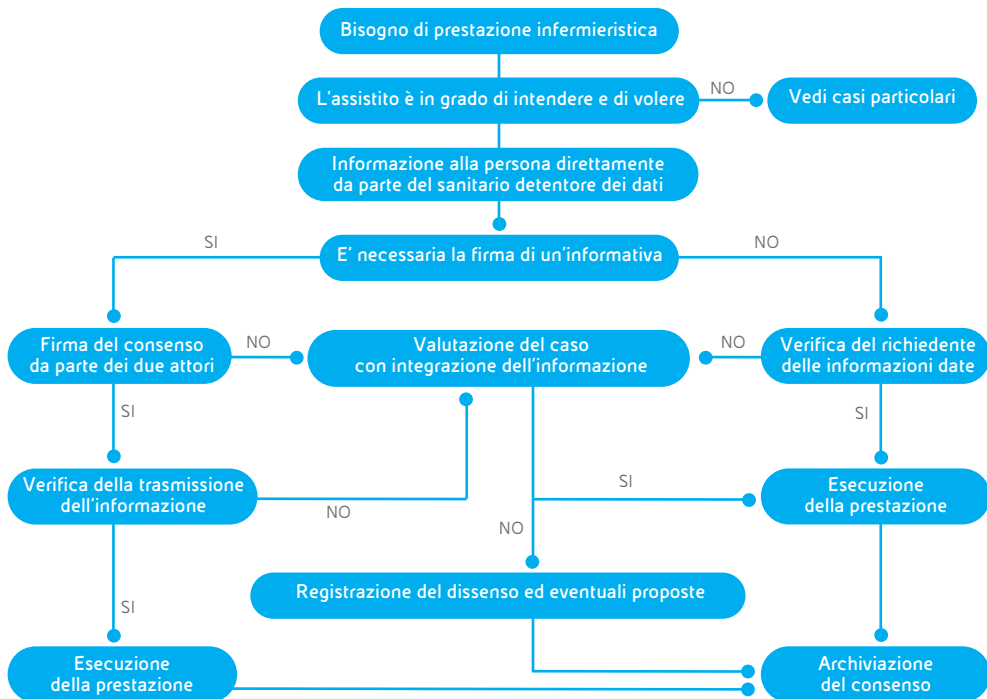 Bisogno di prestazione infermieristica
L'assistito è in grado di intendere e di volere
NO
Vedi casi particolari
Informazione alla persona direttamente
da parte del sanitario detentore dei dati
SI
E' necessaria la firma di un'informativa
NO
Firma del consenso
da parte dei due attori
NO
Valutazione del caso
con integrazione dell'informazione
NO
Verifica del richiedente
delle informazioni date
SI
SI
Verifica della trasmissione
dell'informazione
NO
SI
Esecuzione
della prestazione
NO
Registrazione del dissenso ed eventuali proposte
SI
Esecuzione
della prestazione
Archiviazione
del consenso